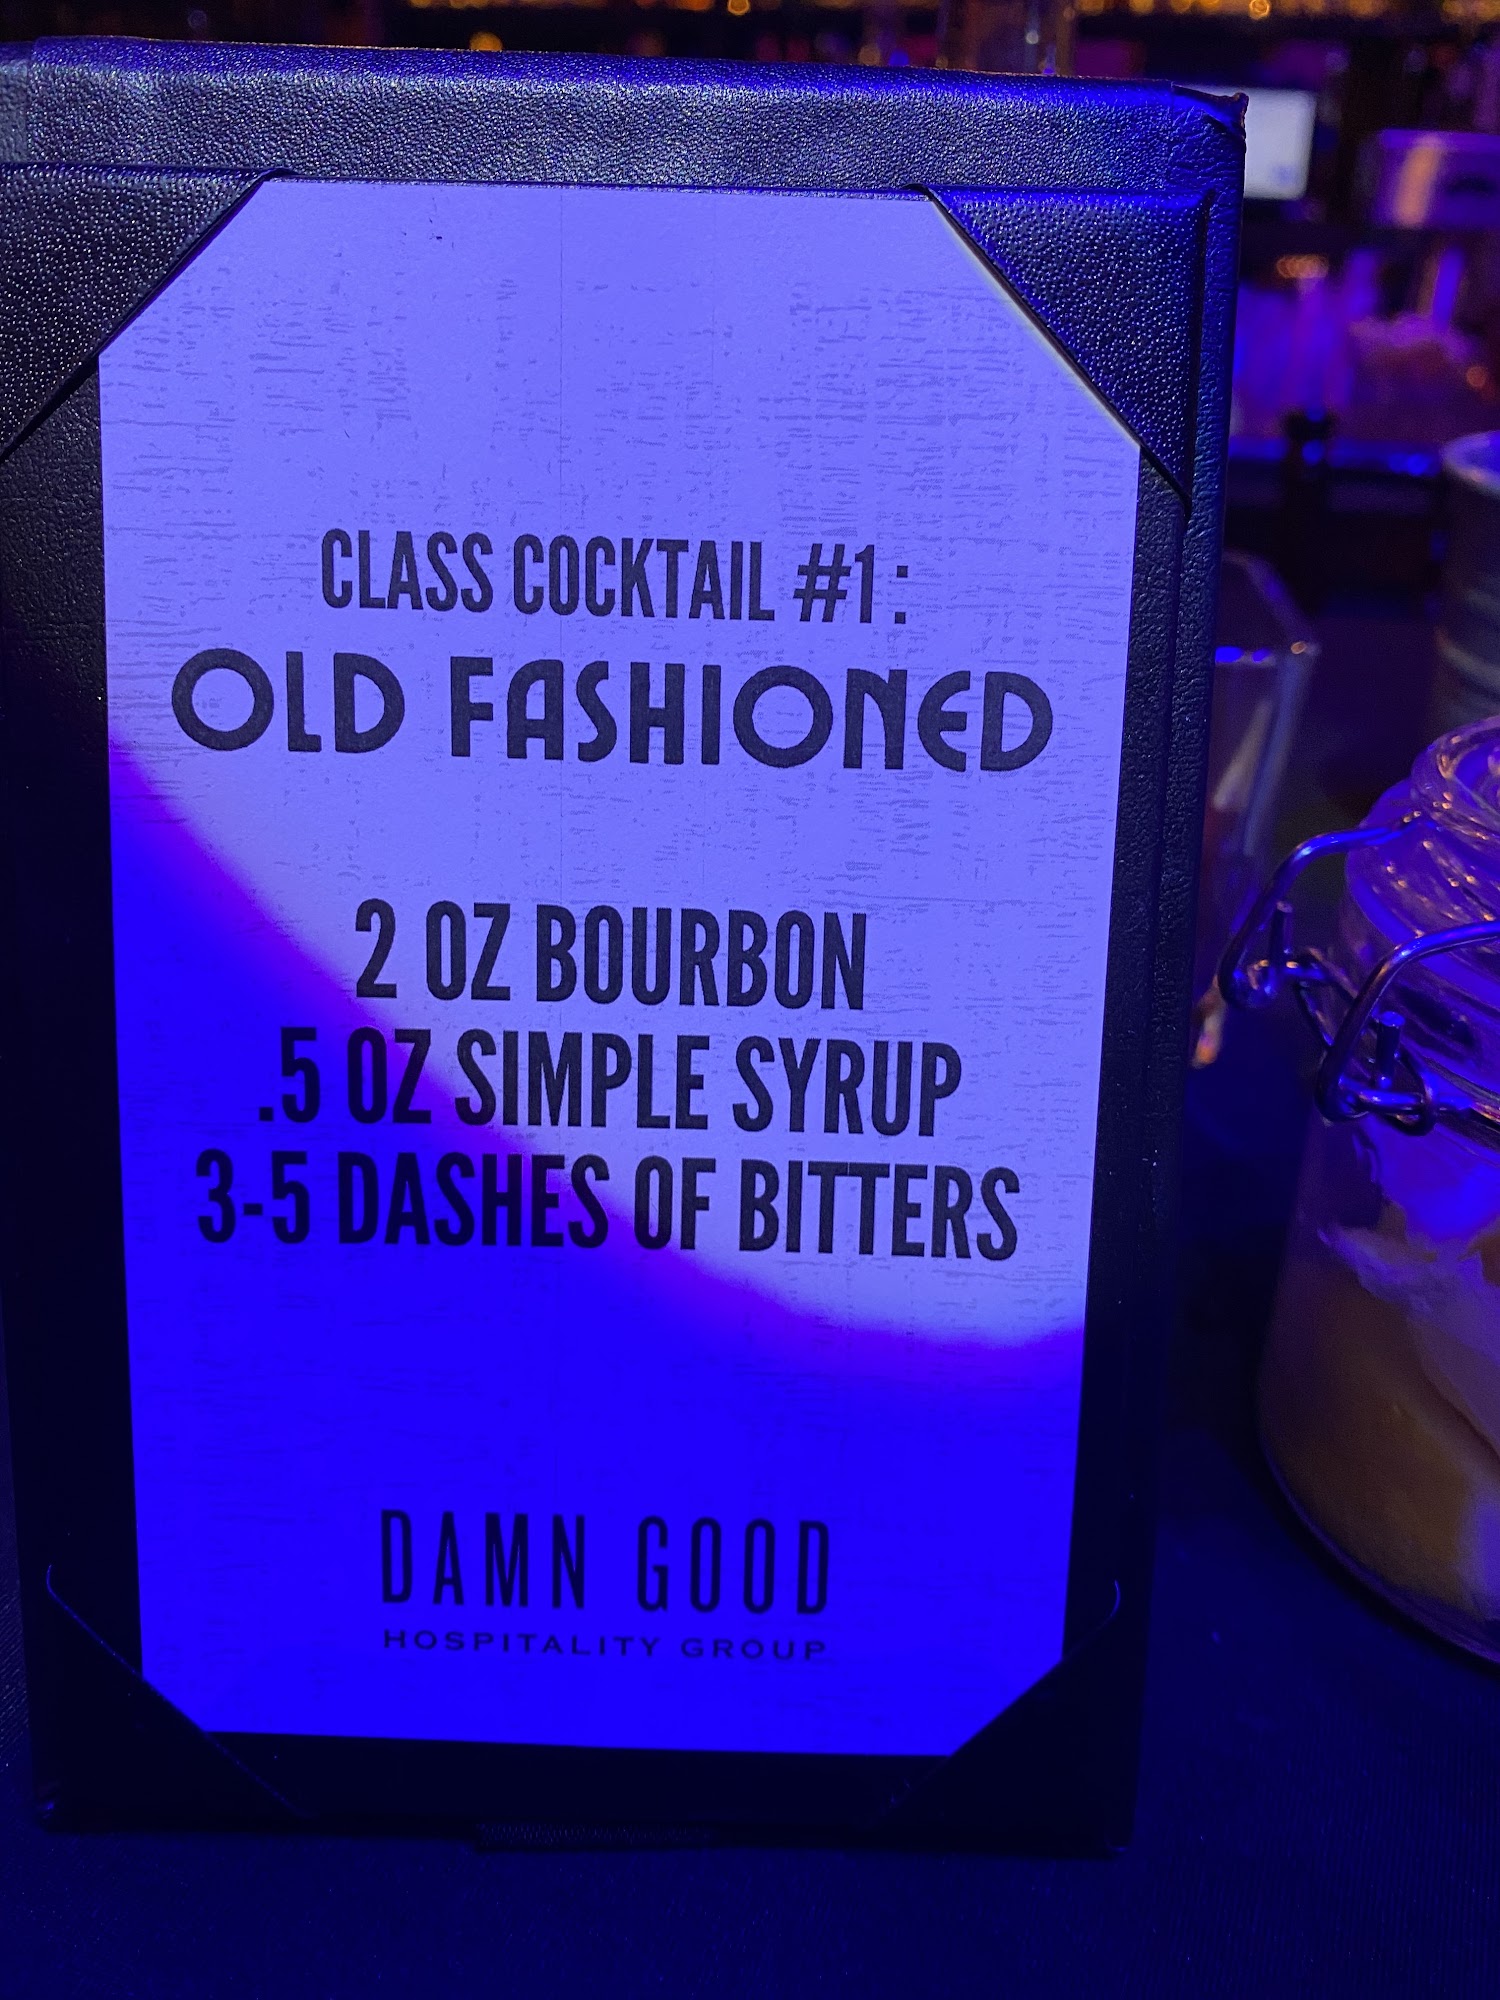 CLASS COCKTAIL #1:
OLD FASHIONED
2 OZ BOURBON
.5 OZ SIMPLE SYRUP
3-5 DASHES OF BITTERS
DAMN GOOD
HOSPITALITY GROUP